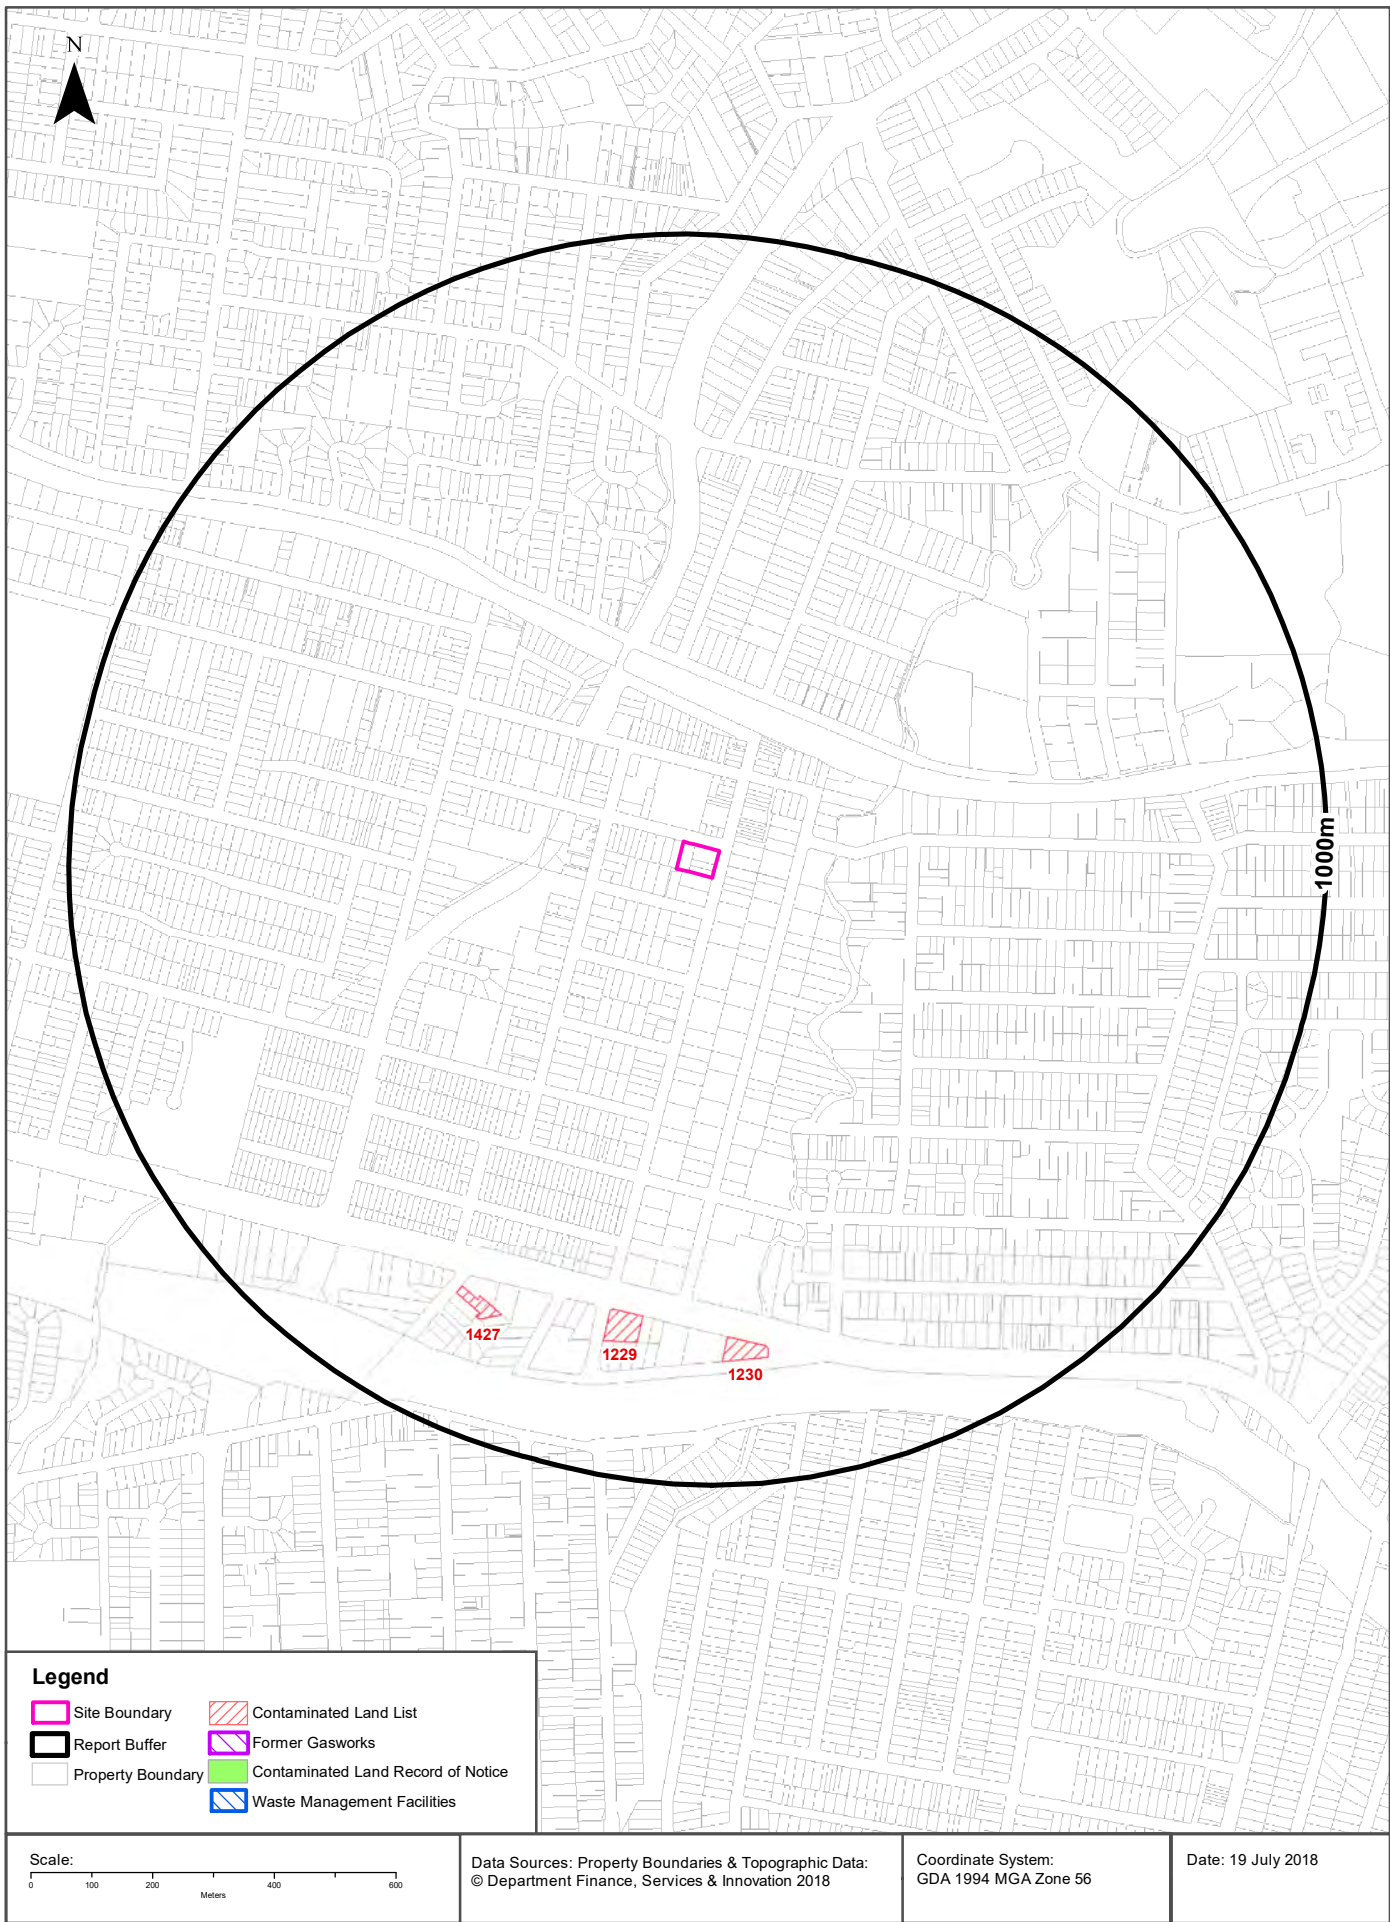 N
1000m
1427
1229
1230
Legend
Site Boundary
Report Buffer
Property Boundary
Contaminated Land List
Former Gasworks
Contaminated Land Record of Notice
Waste Management Facilities
Scale:
0 100 200 400 600
Meters
Data Sources: Property Boundaries & Topographic Data:
© Department Finance, Services & Innovation 2018
Coordinate System:
GDA 1994 MGA Zone 56
Date: 19 July 2018